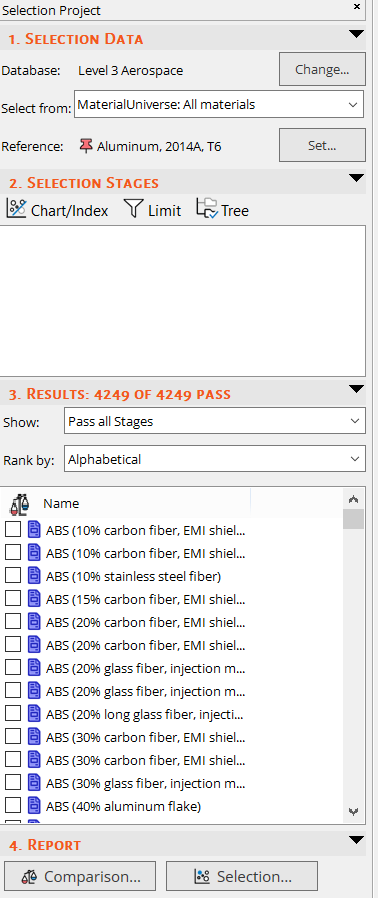 Selection Project ×
1. Selection Data
Database: Level 3 Aerospace Change...
Select from: MaterialUniverse: All materials
Reference: Aluminum, 2014A, T6 Set...
2. Selection Stages
Chart/Index Limit Tree
3. Results: 4249 of 4249 pass
Show: Pass all Stages
Rank by: Alphabetical
Name
ABS (10% carbon fiber, EMI shiel...
ABS (10% carbon fiber, EMI shiel...
ABS (10% stainless steel fiber)
ABS (15% carbon fiber, EMI shiel...
ABS (20% carbon fiber, EMI shiel...
ABS (20% carbon fiber, EMI shiel...
ABS (20% glass fiber, injection m...
ABS (20% glass fiber, injection m...
ABS (20% long glass fiber, injecti...
ABS (30% carbon fiber, EMI shiel...
ABS (30% carbon fiber, EMI shiel...
ABS (30% glass fiber, injection m...
ABS (40% aluminum flake)
4. Report
Comparison... Selection...